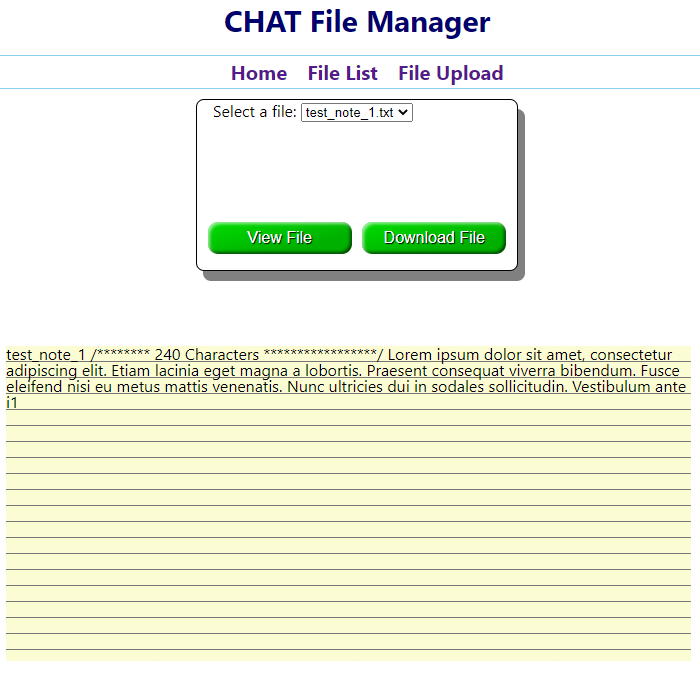 CHAT File Manager
Home File List File Upload
Select a file: test_note_1.txt
View File Download File
test_note_1 /******** 240 Characters *****************/ Lorem ipsum dolor sit amet, consectetur
adipiscing elit. Etiam lacinia eget magna a lobortis. Praesent consequat viverra bibendum. Fusce
eleifend nisi eu metus mattis venenatis. Nunc ultricies dui in sodales sollicitudin. Vestibulum ante
i1